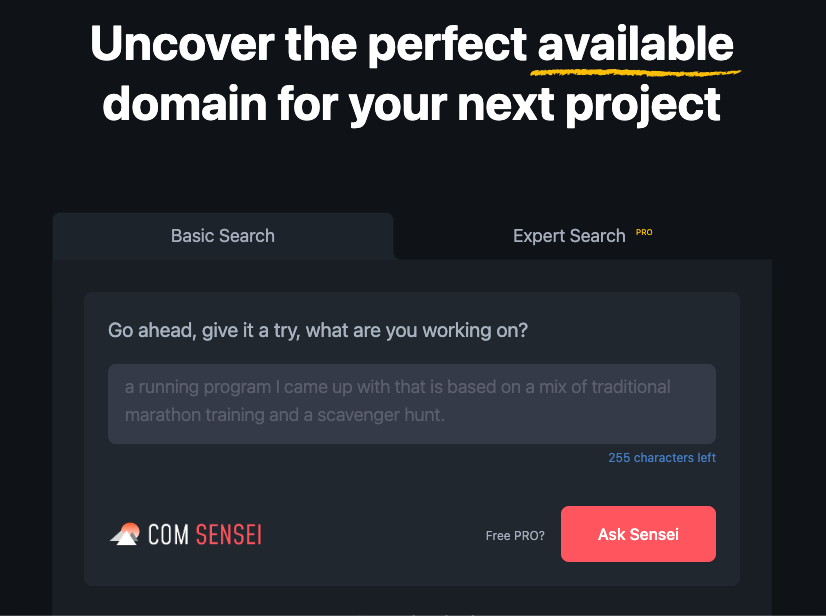 Uncover the perfect available
domain for your next project
Basic Search
Expert Search PRO
Go ahead, give it a try, what are you working on?
a running program I came up with that is based on a mix of traditional
marathon training and a scavenger hunt.
255 characters left
COM SENSEI
Free PRO?
Ask Sensei